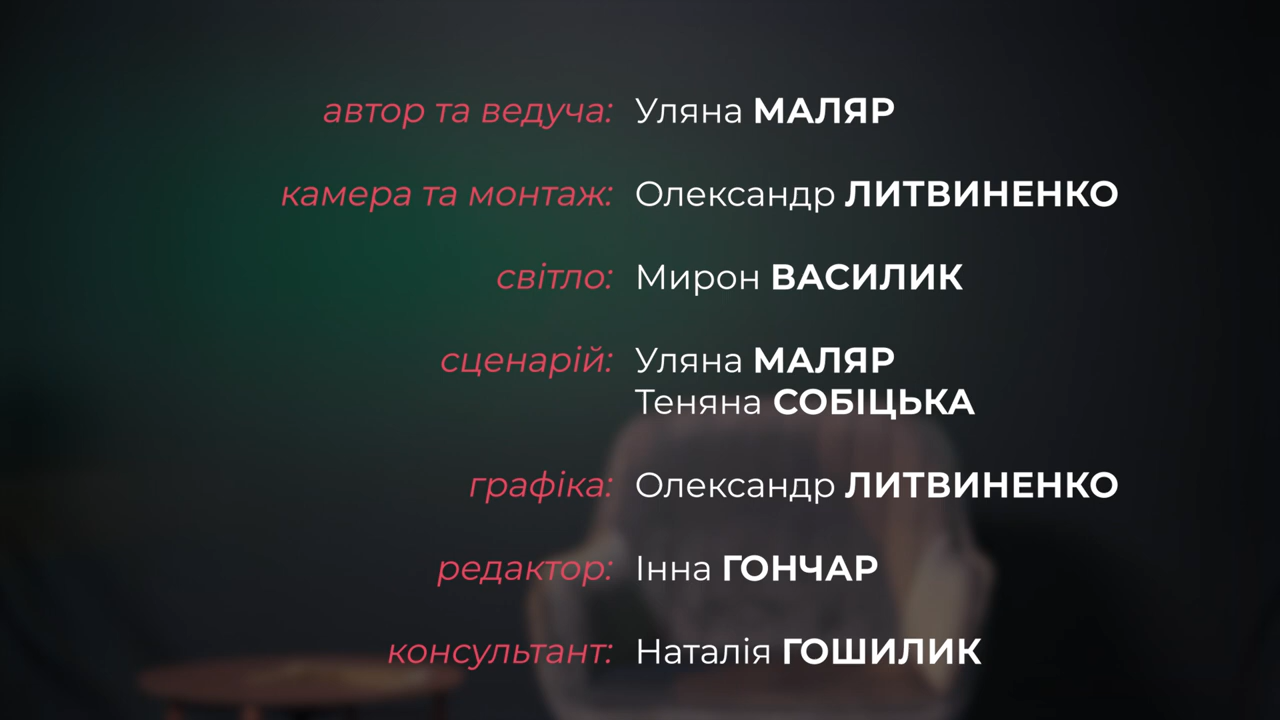 автор та ведуча: Уляна МАЛЯР
камера та монтаж: Олександр ЛИТВИНЕНКО
світло: Мирон ВАСИЛИК
сценарій: Уляна МАЛЯР
Теняна СОБІЦЬКА
графіка: Олександр ЛИТВИНЕНКО
редактор: Інна ГОНЧАР
консультант: Наталія ГОШИЛИК